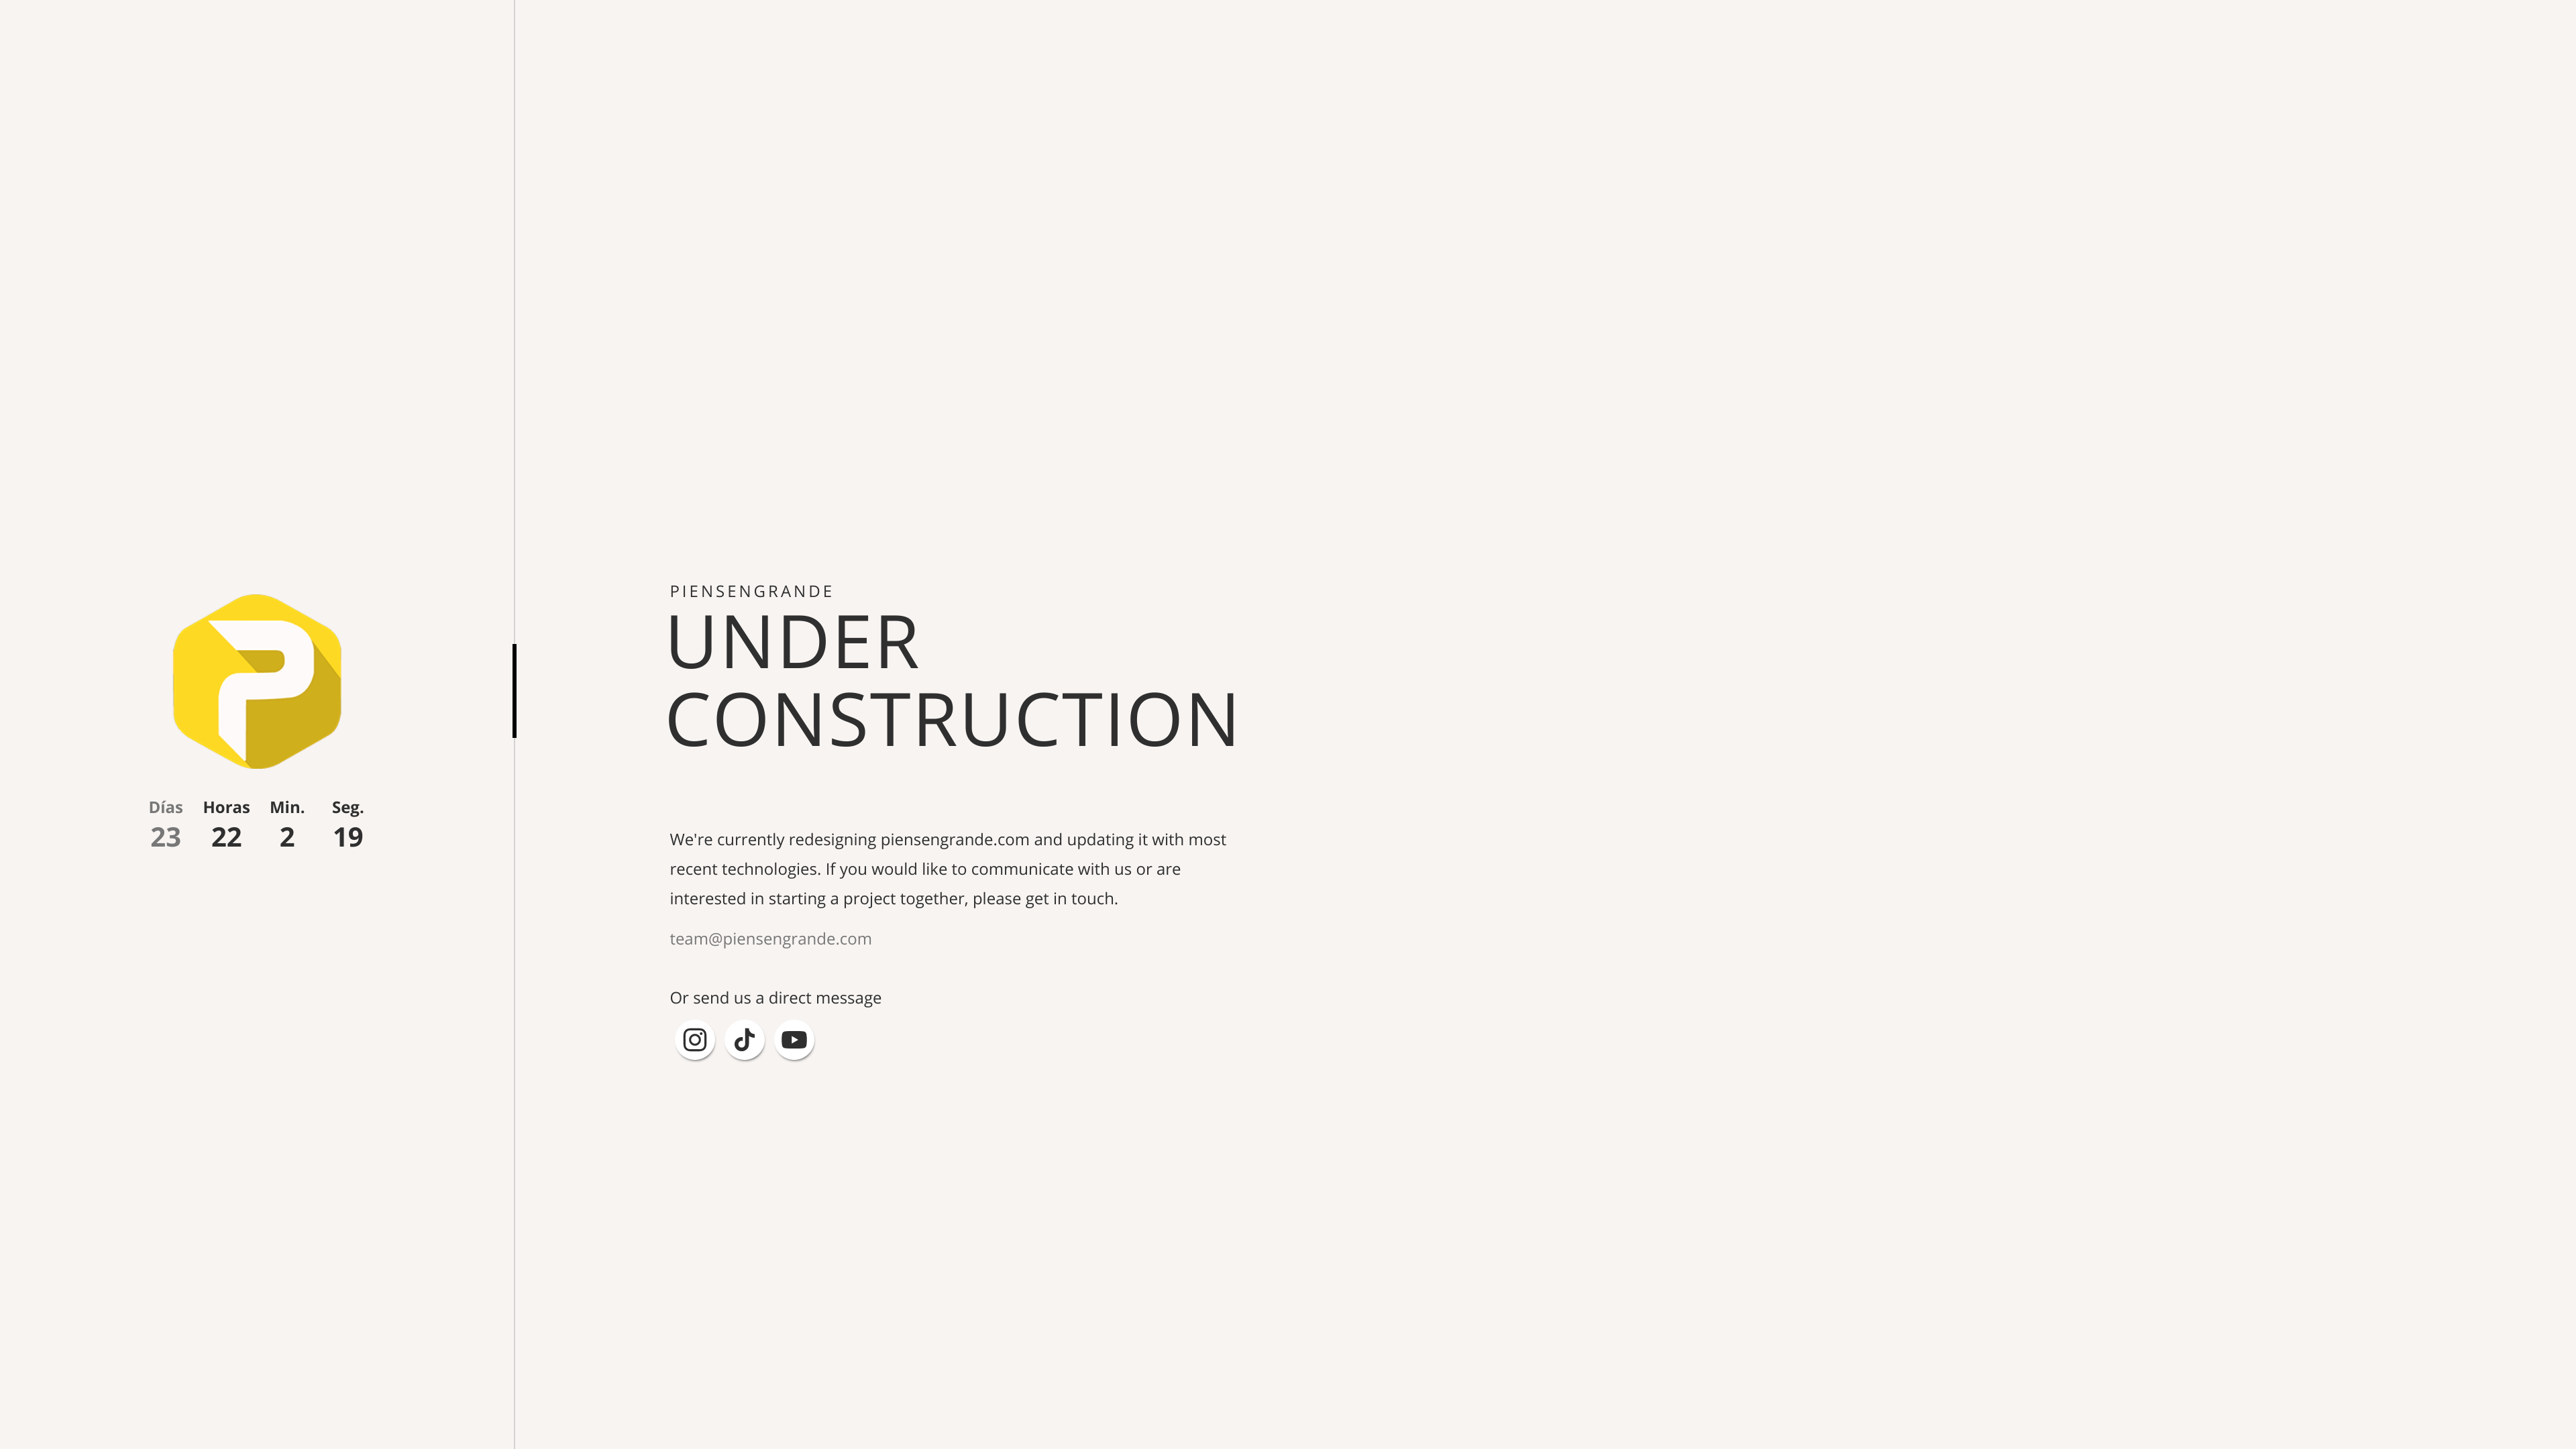 Días Horas Min. Seg.
23 22 2 19
PIENSENGRANDE
UNDER
CONSTRUCTION
We're currently redesigning piensengrande.com and updating it with most
recent technologies. If you would like to communicate with us or are
interested in starting a project together, please get in touch.
team@piensengrande.com
Or send us a direct message